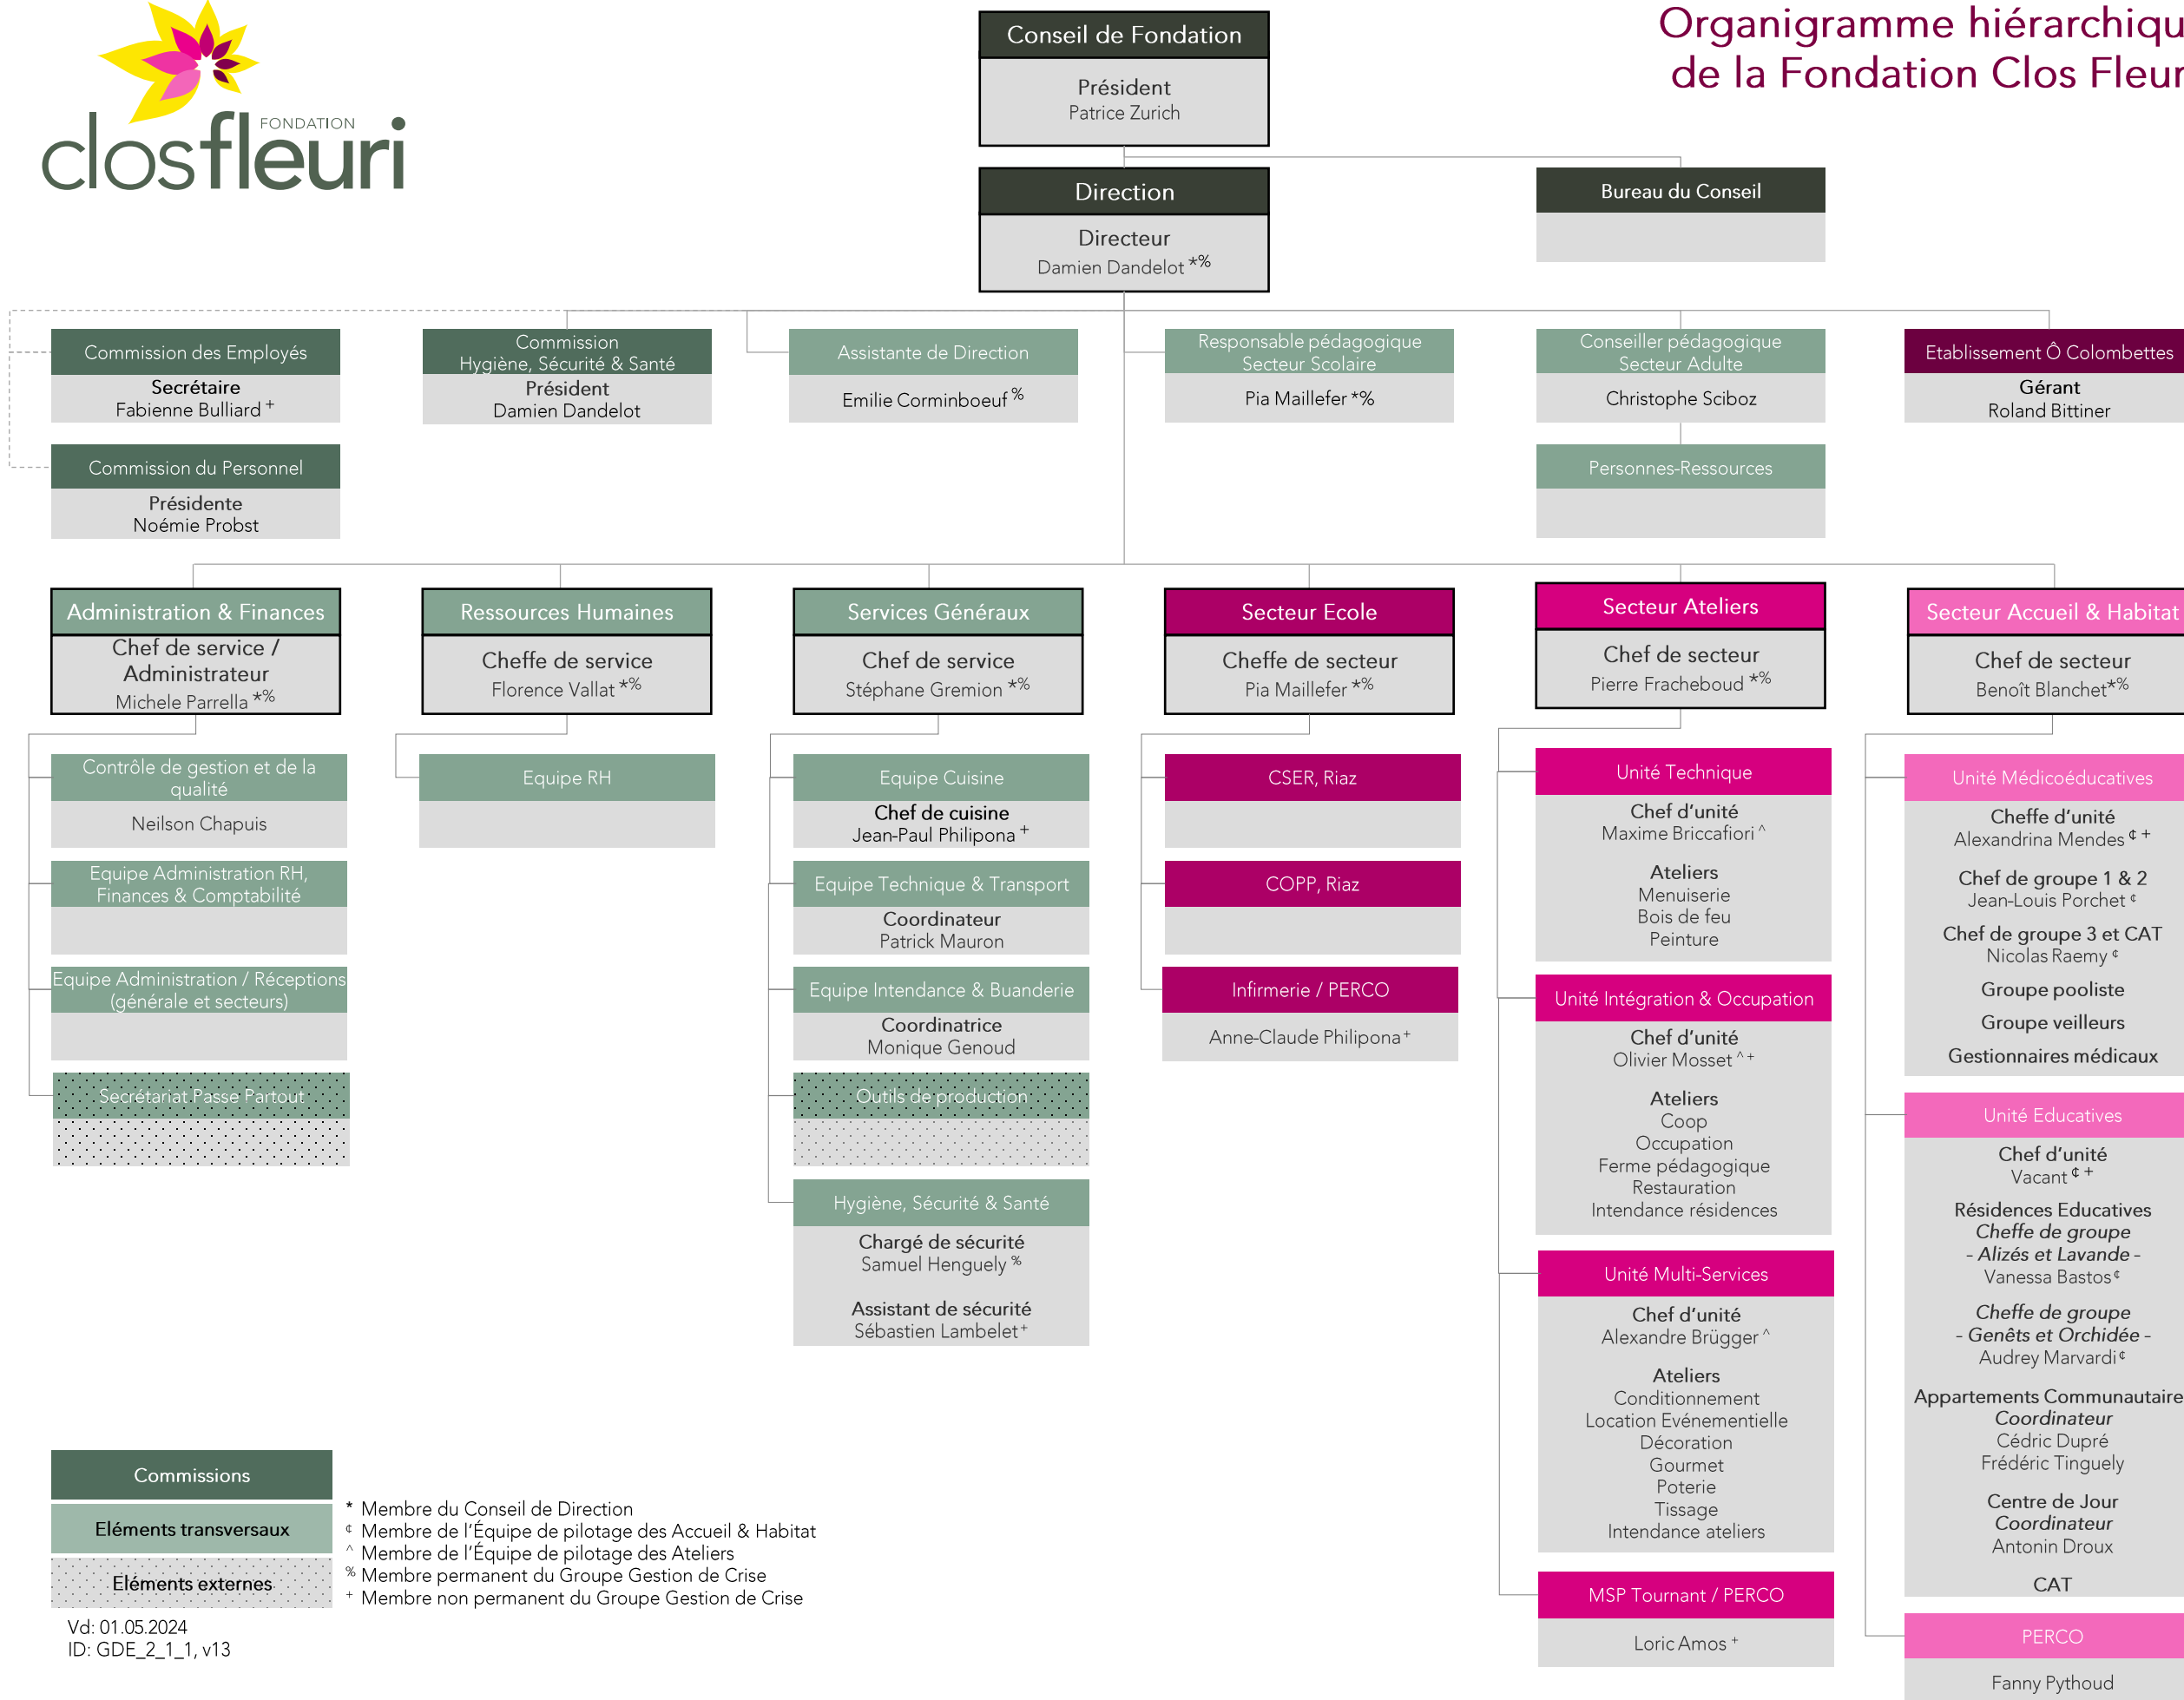 FONDATION
closfleuri
Organigramme hiérarchiqu
de la Fondation Clos Fleur
Conseil de Fondation
Président
Patrice Zurich
Direction
Directeur
Damien Dandelot *%
Bureau du Conseil
Commission des Employés
Secrétaire
Fabienne Bulliard +
Commission
Hygiène, Sécurité & Santé
Président
Damien Dandelot
Assistante de Direction
Emilie Corminboeuf %
Responsable pédagogique
Secteur Scolaire
Pia Maillefer *%
Conseiller pédagogique
Secteur Adulte
Christophe Sciboz
Etablissement Ô Colombettes
Gérant
Roland Bittiner
Commission du Personnel
Présidente
Noémie Probst
Personnes-Ressources
Administration & Finances
Chef de service /
Administrateur
Michele Parrella *%
Contrôle de gestion et de la
qualité
Neilson Chapuis
Equipe Administration RH,
Finances & Comptabilité
Equipe Administration / Réceptions
(générale et secteurs)
Secrétariat Passe Partout
Ressources Humaines
Cheffe de service
Florence Vallat *%
Equipe RH
Services Généraux
Chef de service
Stéphane Gremion *%
Equipe Cuisine
Chef de cuisine
Jean-Paul Philipona +
Equipe Technique & Transport
Coordinateur
Patrick Mauron
Equipe Intendance & Buanderie
Coordinatrice
Monique Genoud
Outils de production
Hygiène, Sécurité & Santé
Chargé de sécurité
Samuel Henguely %
Assistant de sécurité
Sébastien Lambelet +
Secteur Ecole
Cheffe de secteur
Pia Maillefer *%
CSER, Riaz
COPP, Riaz
Infirmerie / PERCO
Anne-Claude Philipona +
Secteur Ateliers
Chef de secteur
Pierre Fracheboud *%
Unité Technique
Chef d’unité
Maxime Briccafiori ^
Ateliers
Menuiserie
Bois de feu
Peinture
Unité Intégration & Occupation
Chef d’unité
Olivier Mosset ^ +
Ateliers
Coop
Occupation
Ferme pédagogique
Restauration
Intendance résidences
Unité Multi-Services
Chef d’unité
Alexandre Brügger ^
Ateliers
Conditionnement
Location Evénementielle
Décoration
Gourmet
Poterie
Tissage
Intendance ateliers
MSP Tournant / PERCO
Loric Amos +
Secteur Accueil & Habitat
Chef de secteur
Benoît Blanchet*%
Unité Médicoéducatives
Cheffe d’unité
Alexandrina Mendes ¢ +
Chef de groupe 1 & 2
Jean-Louis Porchet ¢
Chef de groupe 3 et CAT
Nicolas Raemy ¢
Groupe pooliste
Groupe veilleurs
Gestionnaires médicaux
Unité Educatives
Chef d’unité
Vacant ¢ +
Résidences Educatives
Cheffe de groupe
- Alizés et Lavande -
Vanessa Bastos ¢
Cheffe de groupe
- Genêts et Orchidée -
Audrey Marvardi ¢
Appartements Communautaire
Coordinateur
Cédric Dupré
Frédéric Tinguely
Centre de Jour
Coordinateur
Antonin Droux
CAT
PERCO
Fanny Pythoud
Commissions
Eléments transversaux
Eléments externes
* Membre du Conseil de Direction
¢ Membre de l’Équipe de pilotage des Accueil & Habitat
^ Membre de l’Équipe de pilotage des Ateliers
% Membre permanent du Groupe Gestion de Crise
+ Membre non permanent du Groupe Gestion de Crise
Vd: 01.05.2024
ID: GDE_2_1_1, v13